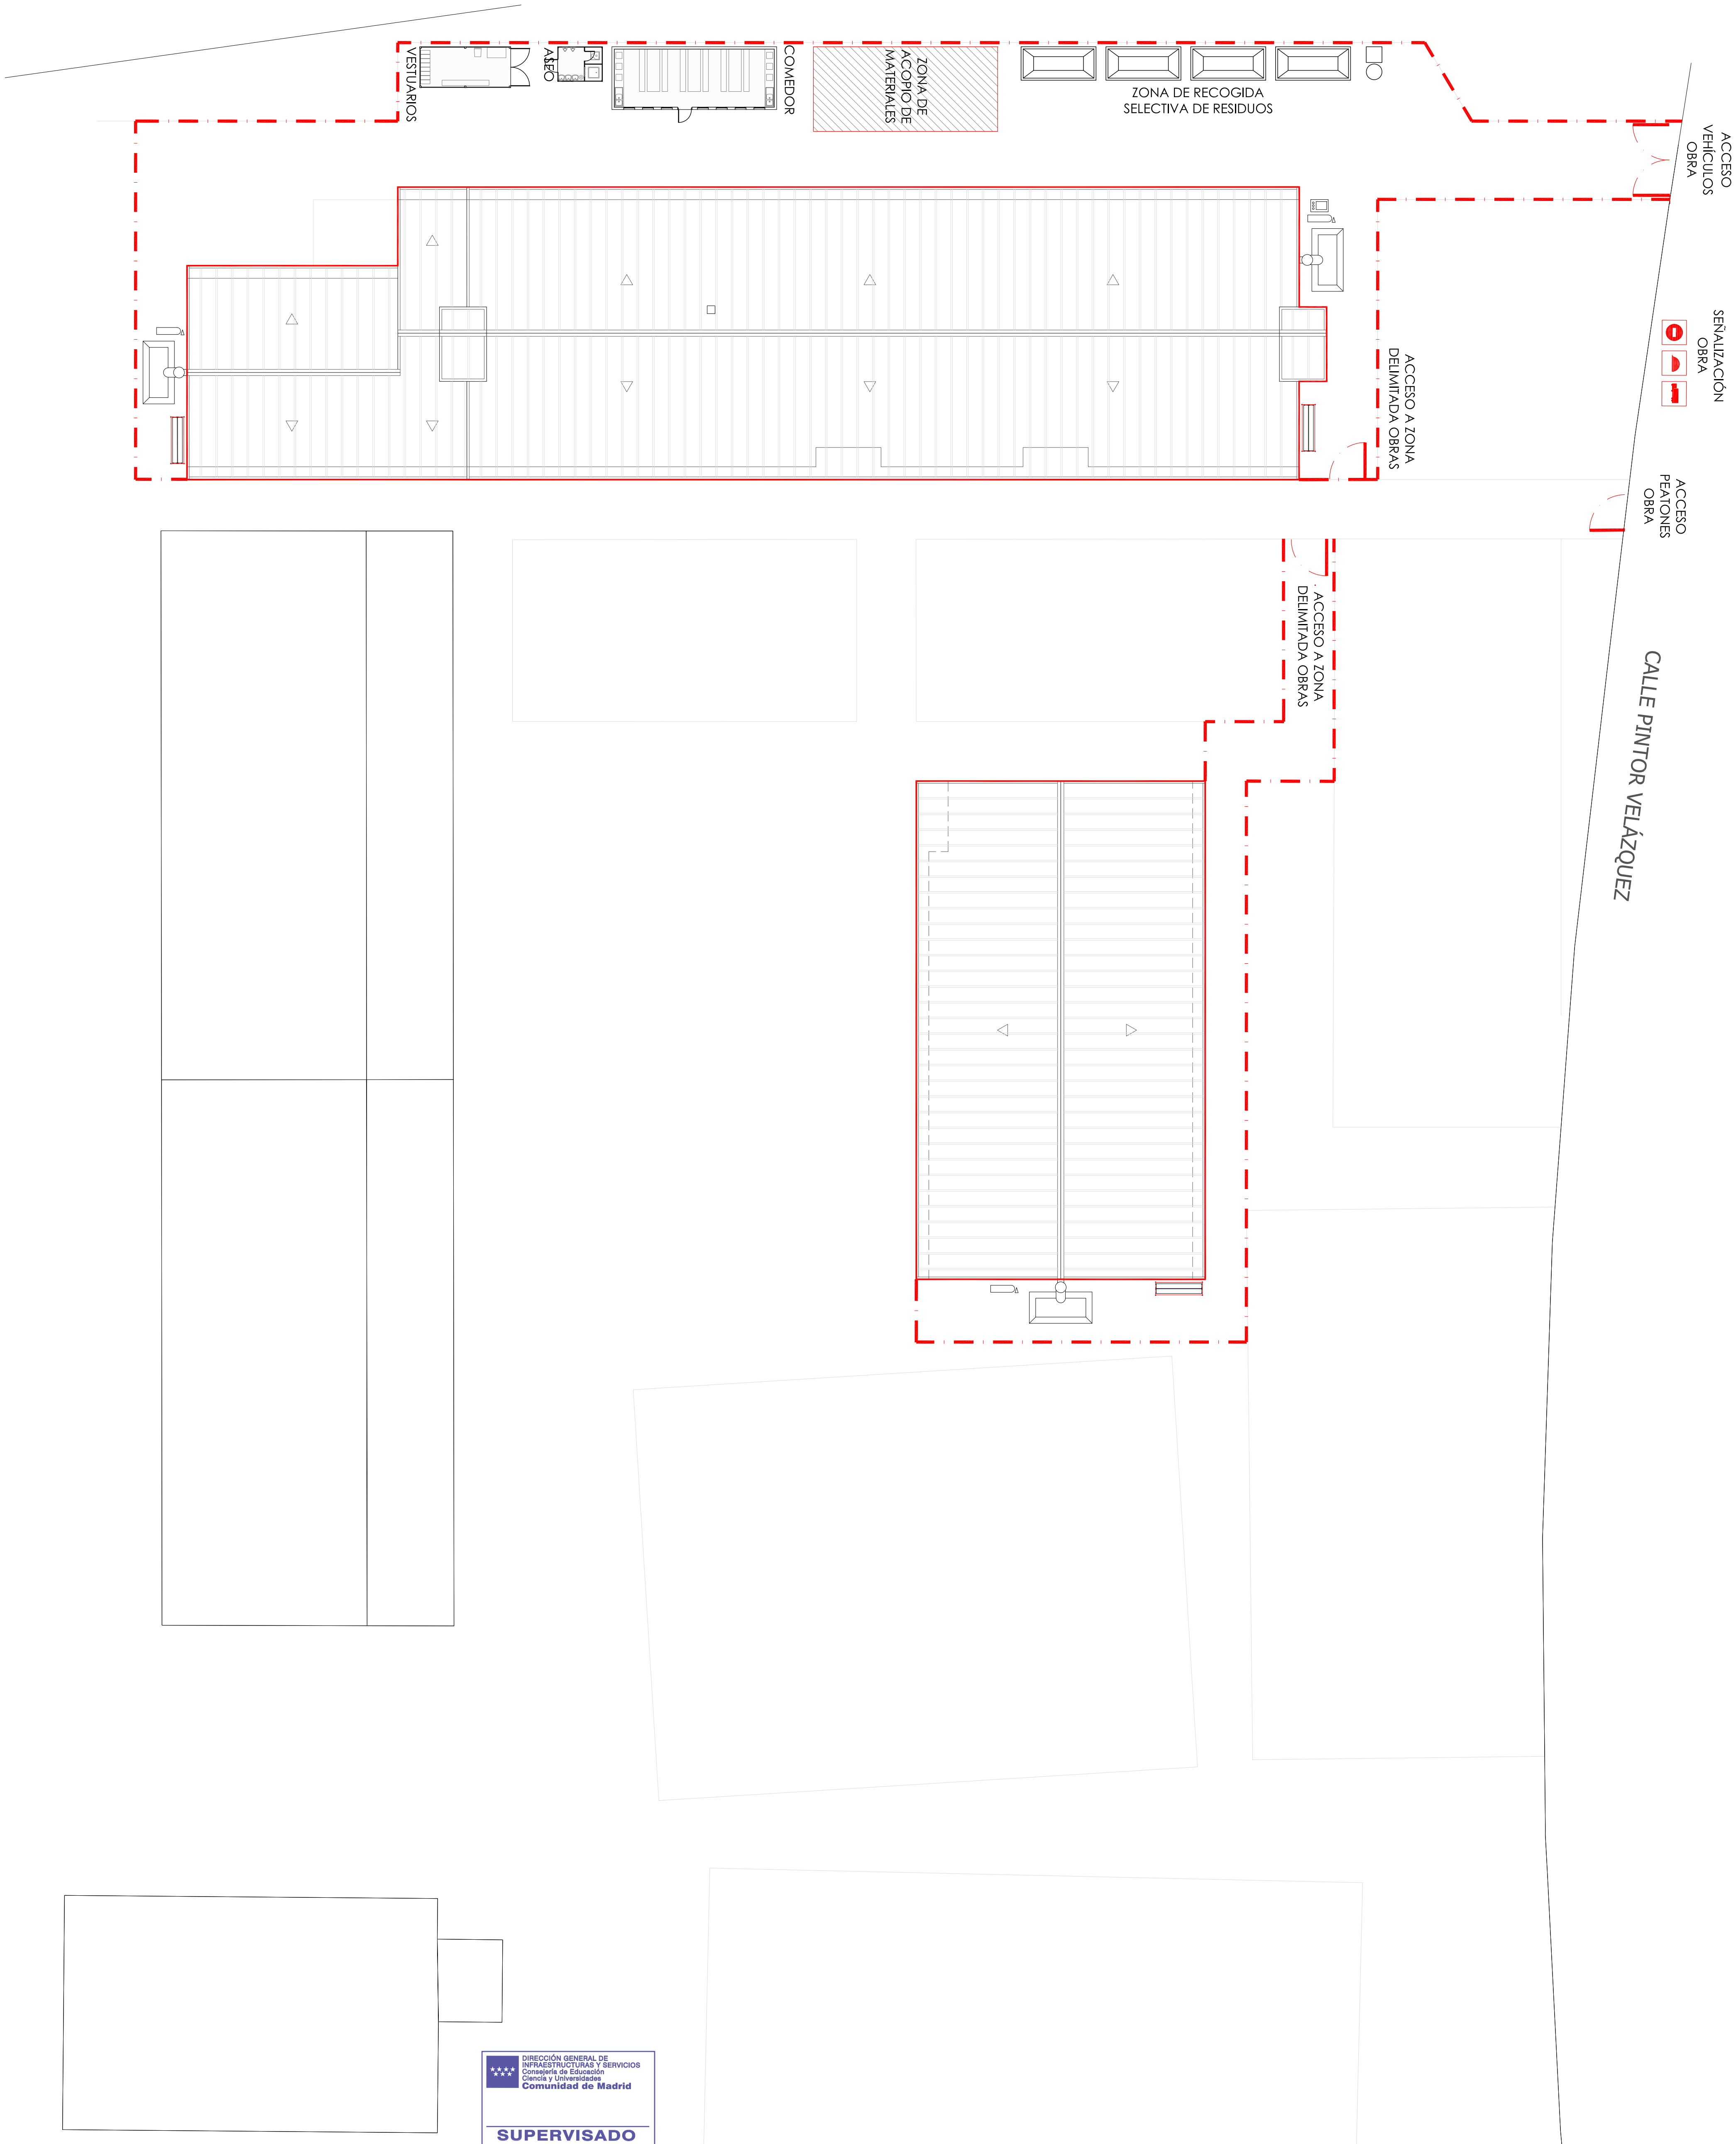 VESTUARIOS
ASEO
COMEDOR
ZONA DE
ACOPIO DE
MATERIALES
ZONA DE RECOGIDA
SELECTIVA DE RESIDUOS
ACCESO
VEHÍCULOS
OBRA
SEÑALIZACIÓN
OBRA
ACCESO A ZONA
DELIMITADA OBRAS
ACCESO
PEATONES
OBRA
ACCESO A ZONA
DELIMITADA OBRAS
CALLE PINTOR VELÁZQUEZ
DIRECCIÓN GENERAL DE
INFRAESTRUCTURAS Y SERVICIOS
Consejería de Educación
Ciencia y Universidades
Comunidad de Madrid
SUPERVISADO